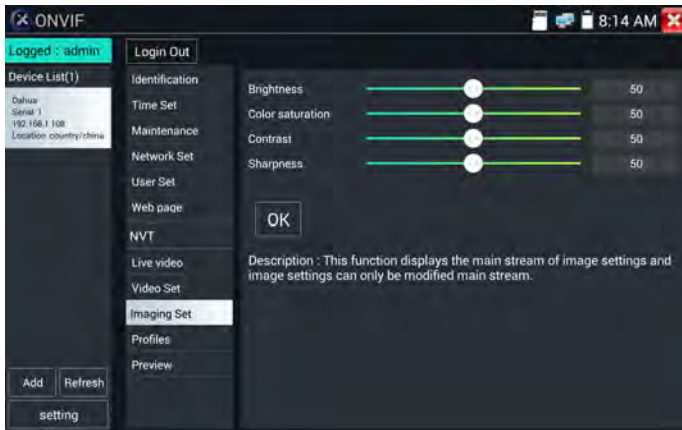 ONVIF
8:14 AM
Logged : admin
Login Out
Device List(1)
Dahua
Serial 1
192.168.1.108
Location country/china
Identification
Time Set
Maintenance
Network Set
User Set
Web page
NVT
Live video
Video Set
Imaging Set
Profiles
Preview
Brightness 50
Color saturation 50
Contrast 50
Sharpness 50
OK
Description : This function displays the main stream of image settings and
image settings can only be modified main stream.
Add Refresh
setting